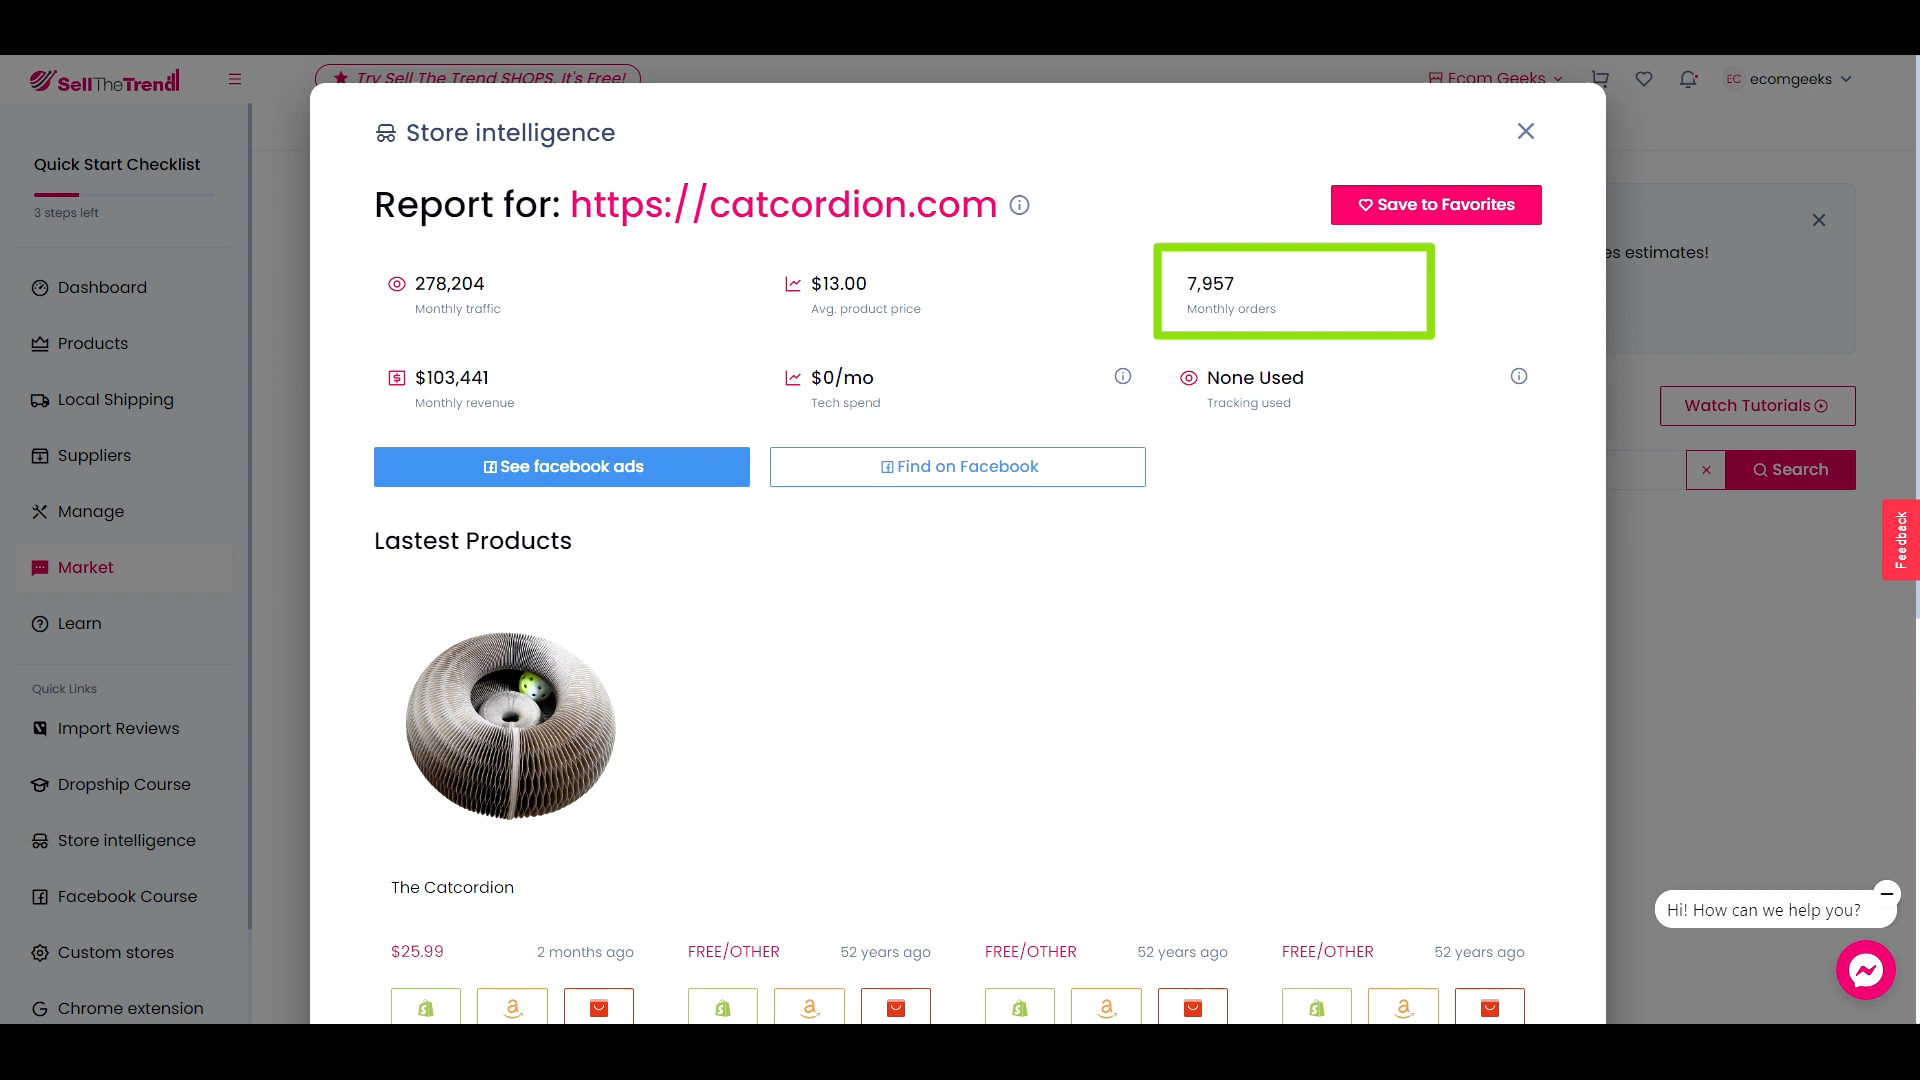 SellTheTrend
Try Sell The Trend SHOPS. It's Free!
Ecom Geeks
EC ecomgeeks
Store intelligence
Quick Start Checklist
3 steps left
Report for: https://catcordion.com
Save to Favorites
es estimates!
278,204
Monthly traffic
$13.00
Avg. product price
7,957
Monthly orders
$103,441
Monthly revenue
$0/mo
Tech spend
None Used
Tracking used
Dashboard
Products
Local Shipping
Suppliers
Manage
Market
Learn
Quick Links
Import Reviews
Dropship Course
Store intelligence
Facebook Course
Custom stores
Chrome extension
Watch Tutorials
See facebook ads
Find on Facebook
Search
Feedback
Lastest Products
The Catcordion
$25.99 2 months ago
FREE/OTHER 52 years ago
FREE/OTHER 52 years ago
FREE/OTHER 52 years ago
Hi! How can we help you?